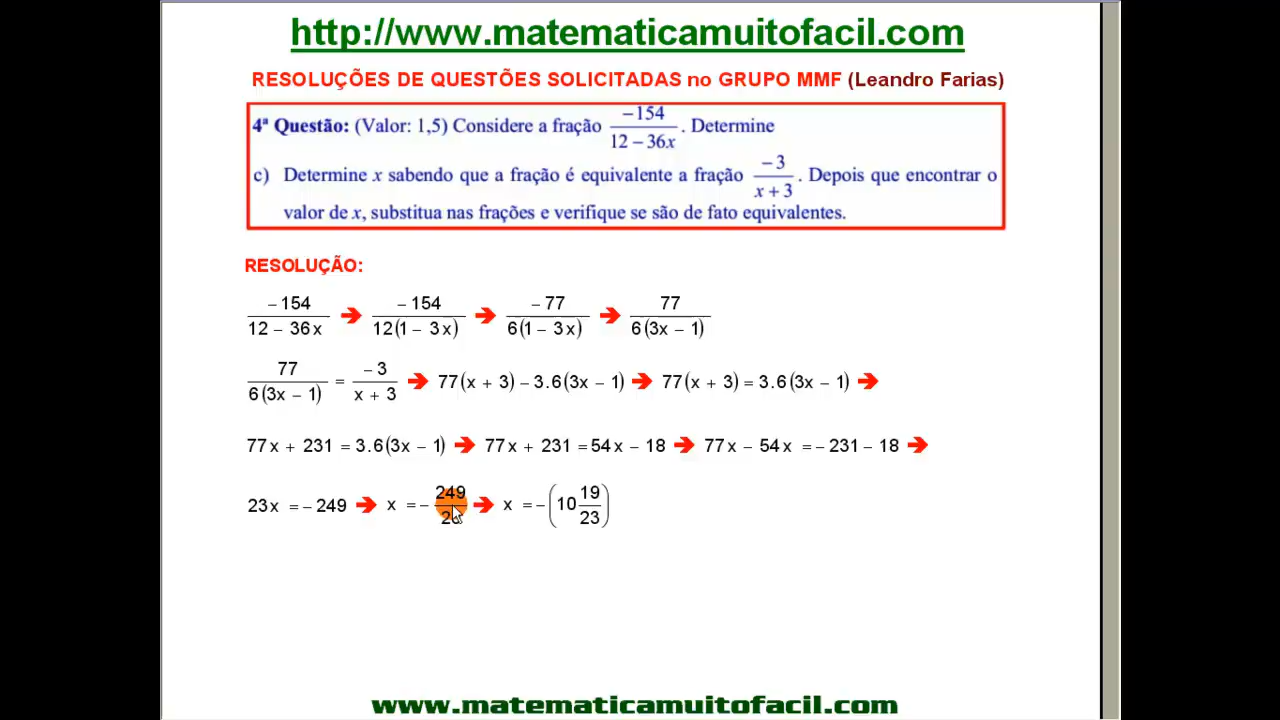 http://www.matematicamuitofacil.com
RESOLUÇÕES DE QUESTÕES SOLICITADAS no GRUPO MMF (Leandro Farias)
4ª Questão: (Valor: 1,5) Considere a fração −154/(12 − 36x). Determine
c) Determine x sabendo que a fração é equivalente a fração −3/(x + 3). Depois que encontrar o
valor de x, substitua nas frações e verifique se são de fato equivalentes.
RESOLUÇÃO:
−154/(12 − 36x) ➔ −154/12(1 − 3x) ➔ −77/6(1 − 3x) ➔ 77/6(3x − 1)
77/6(3x − 1) = −3/(x + 3) ➔ 77(x + 3) − 3.6(3x − 1) ➔ 77(x + 3) = 3.6(3x − 1) ➔
77x + 231 = 3.6(3x − 1) ➔ 77x + 231 = 54x − 18 ➔ 77x − 54x = − 231 − 18 ➔
23x = − 249 ➔ x = − 249/2 ➔ x = −(10 19/23)
www.matematicamuitofacil.com